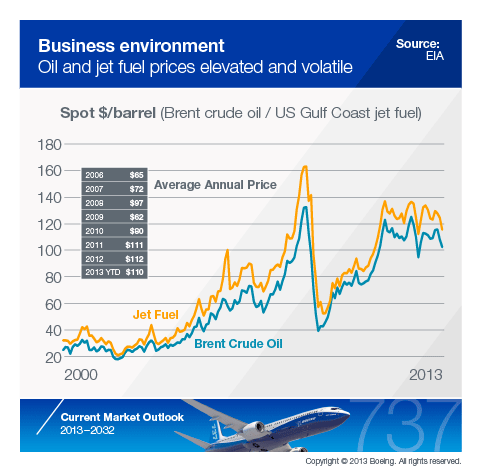 Business environment
Oil and jet fuel prices elevated and volatile
Source:
EIA
Spot $/barrel (Brent crude oil / US Gulf Coast jet fuel)
180
160
140
120
100
80
60
40
20
2006 $65
2007 $72
2008 $97
2009 $62
2010 $80
2011 $111
2012 $112
2013 YTD $110
Average Annual Price
Jet Fuel
Brent Crude Oil
2000
2013
Current Market Outlook
2013–2032
737
Copyright © 2013 Boeing. All rights reserved.